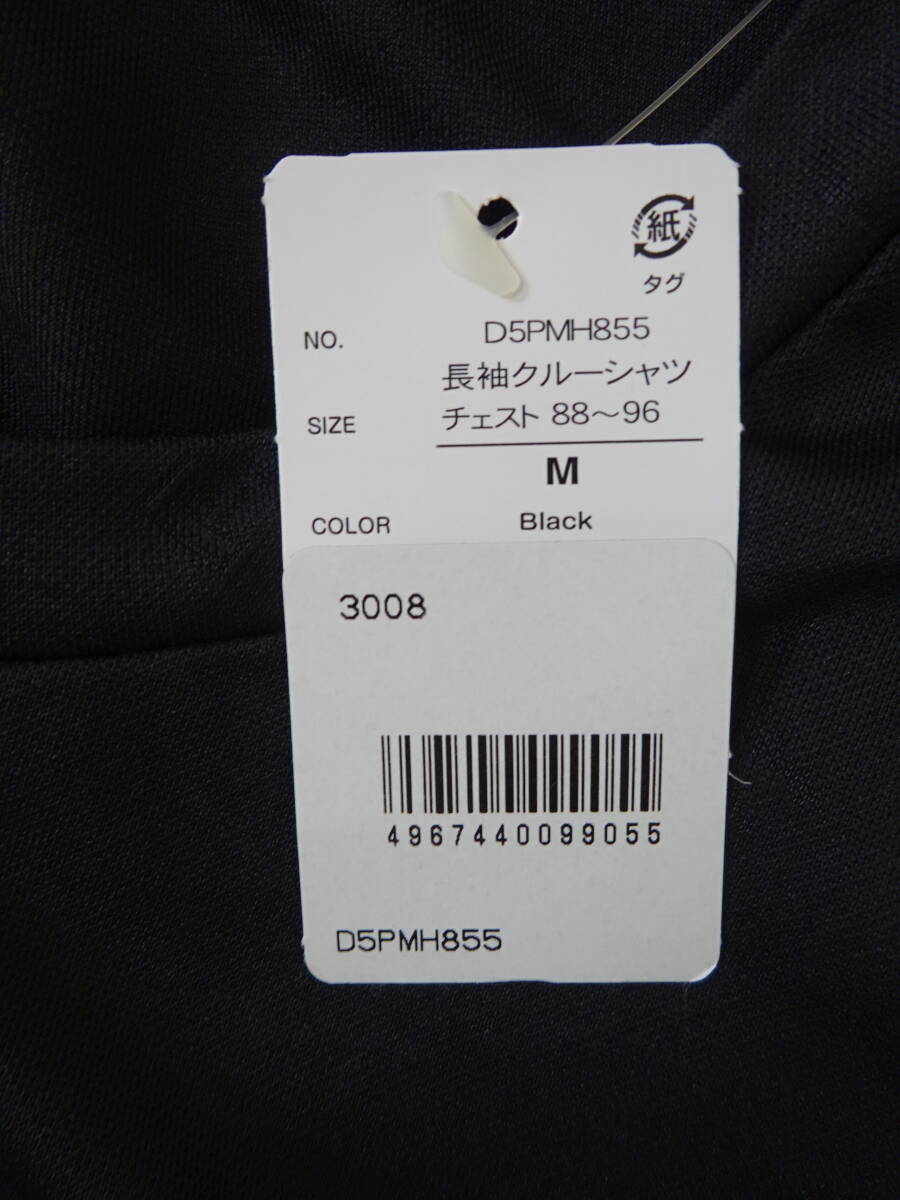 紙
タグ
NO. D5PMH855
長袖クルーシャツ
SIZE チェスト 88〜96
M
COLOR Black
3008
4967440099055
D5PMH855